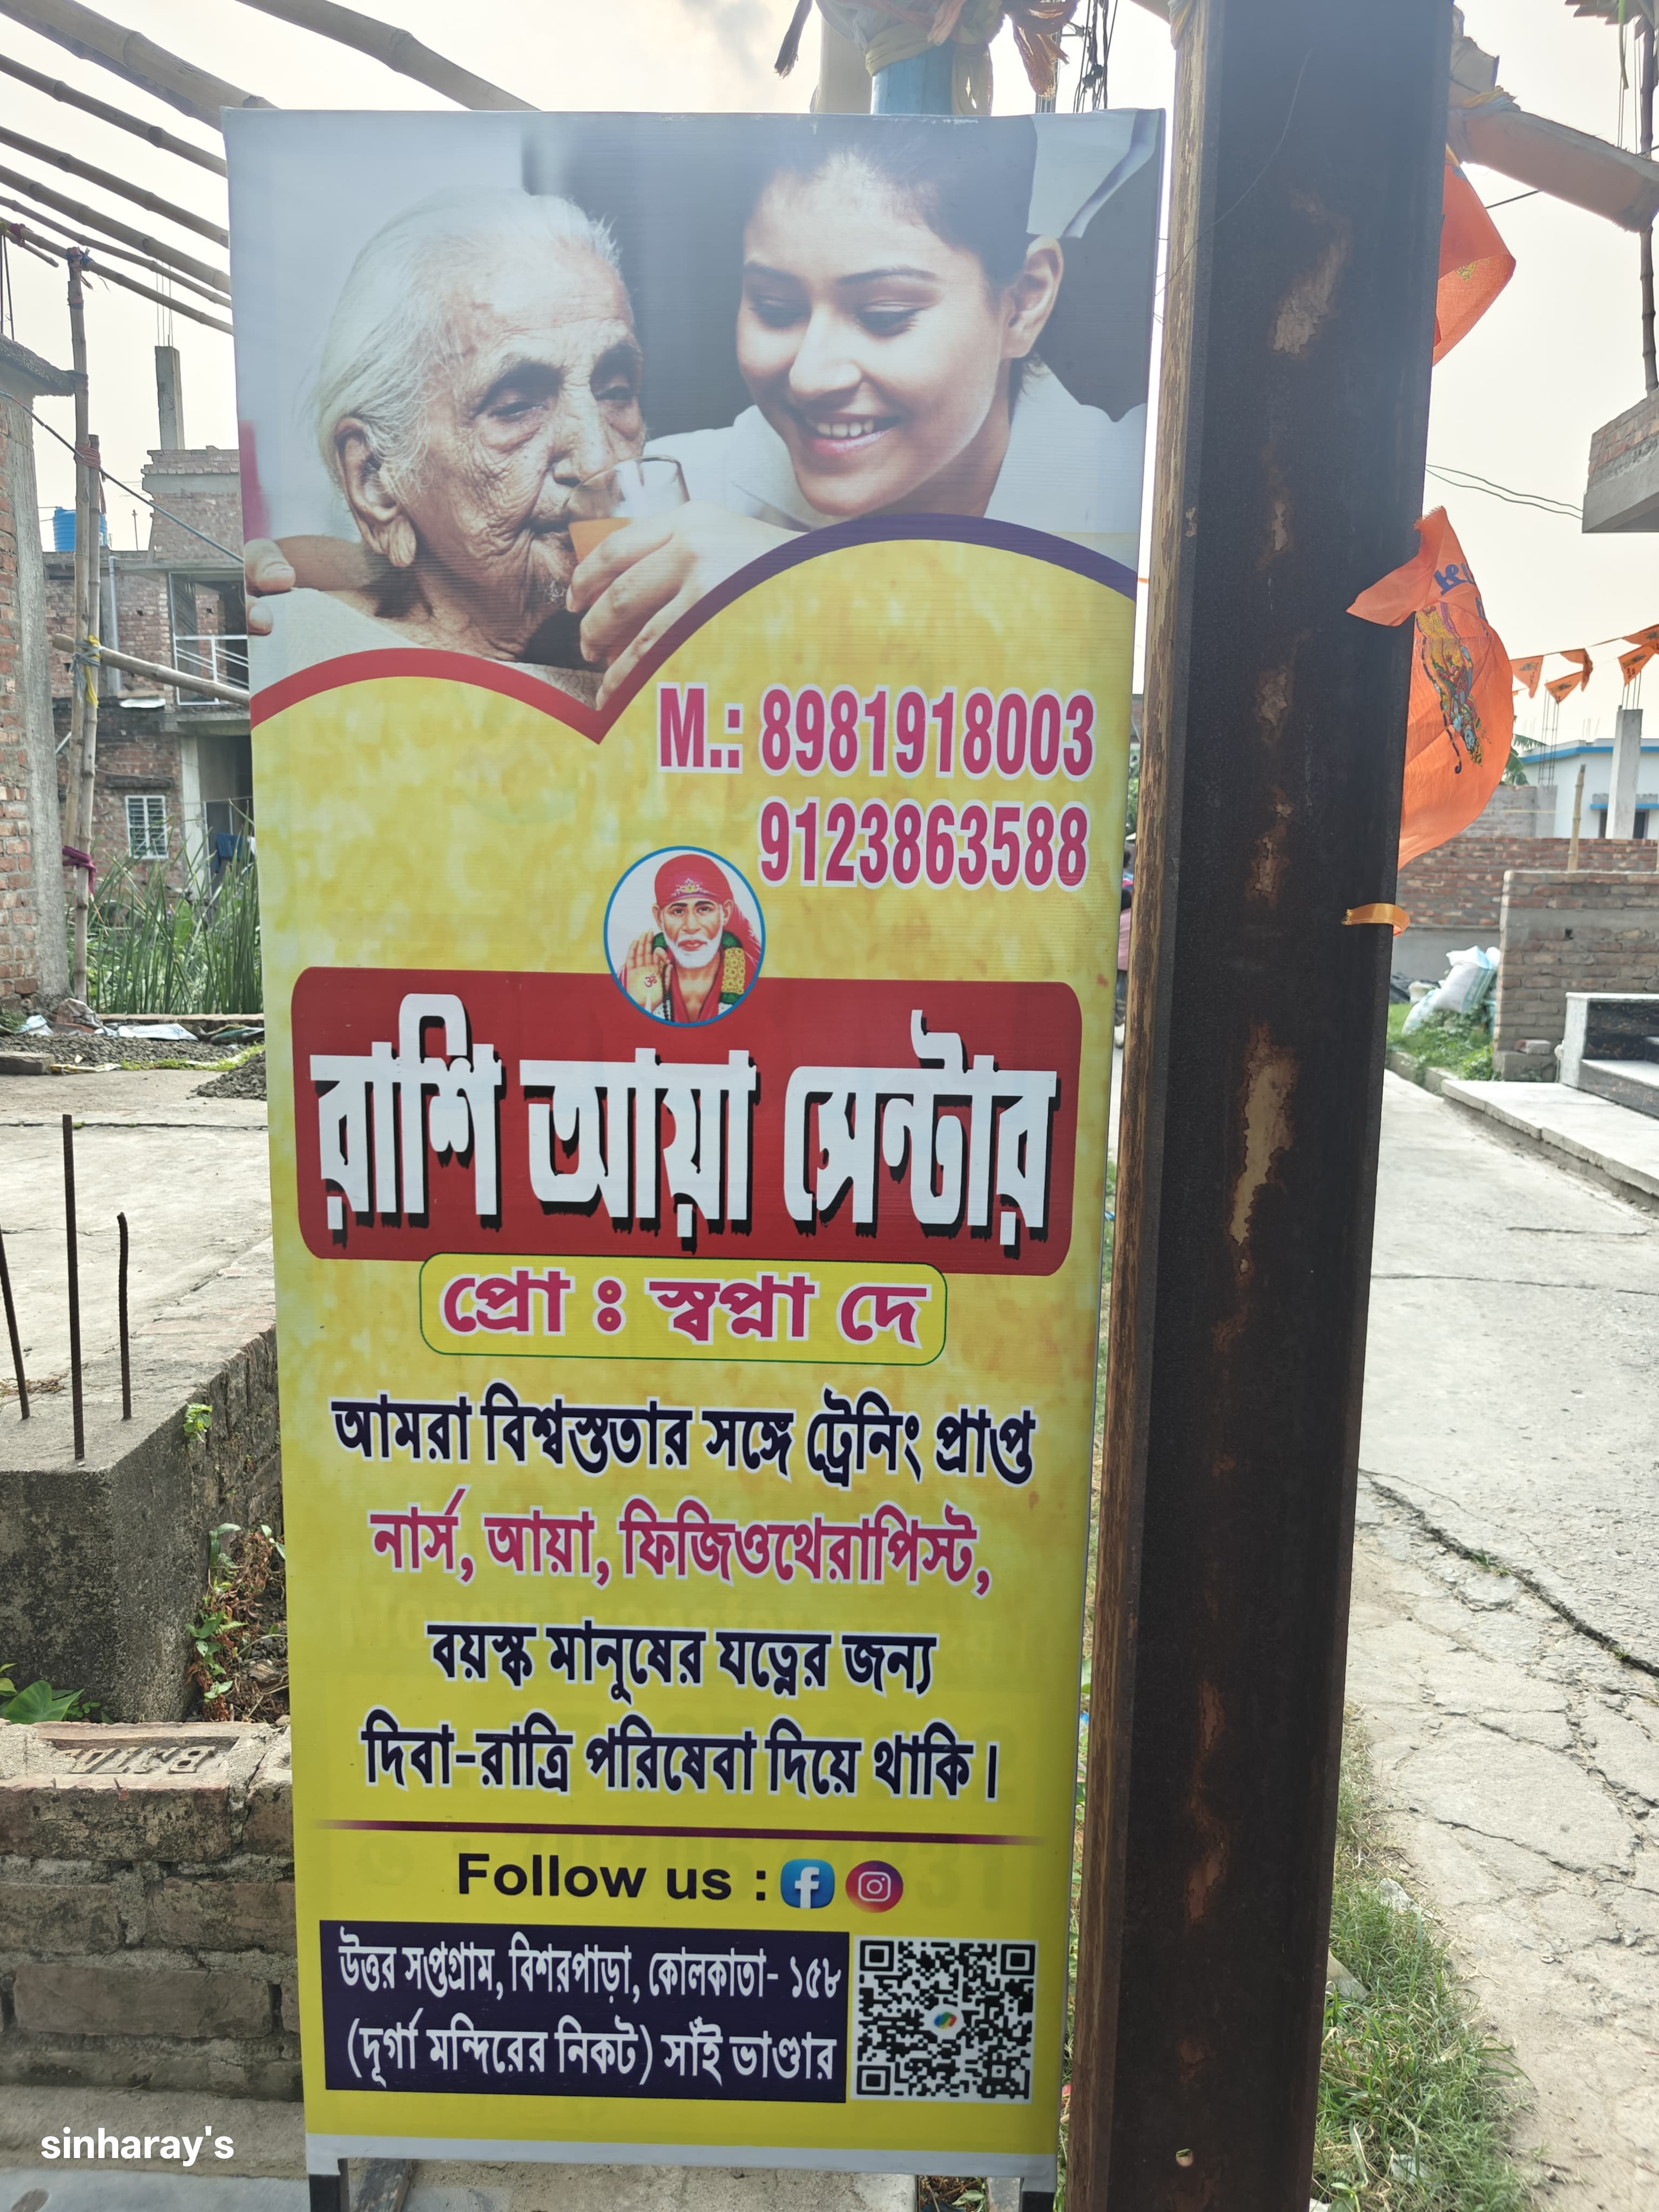 M.: 8981918003
9123863588
রাশি আয়া সেন্টার
প্রো : স্বপ্না দে
আমরা বিশ্বস্ততার সঙ্গে ট্রেনিং প্রাপ্ত
নার্স, আয়া, ফিজিওথেরাপিস্ট,
বয়স্ক মানুষের যত্নের জন্য
দিবা-রাত্রি পরিষেবা দিয়ে থাকি।
Follow us :
উত্তর সপ্তগ্রাম, বিশরপাড়া, কোলকাতা- ১৫৮
(দূর্গা মন্দিরের নিকট) সাঁই ভাণ্ডার
sinharay's